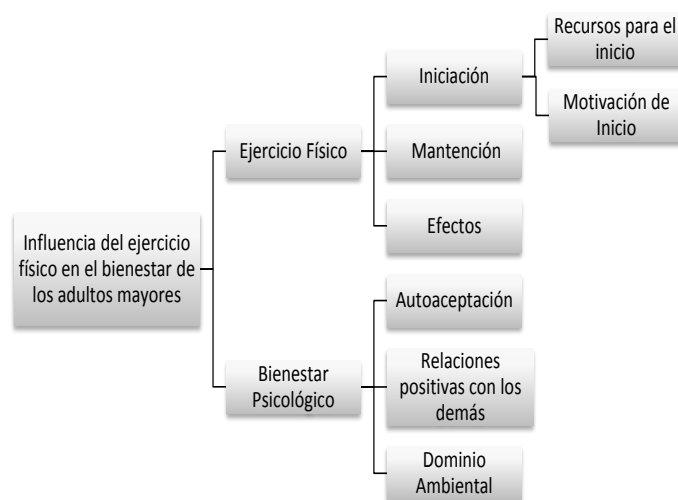 Influencia del ejercicio
físico en el bienestar de
los adultos mayores
Ejercicio Físico
Iniciación
Recursos para el
inicio
Motivación de
Inicio
Mantención
Efectos
Bienestar
Psicológico
Autoaceptación
Relaciones
positivas con los
demás
Dominio
Ambiental